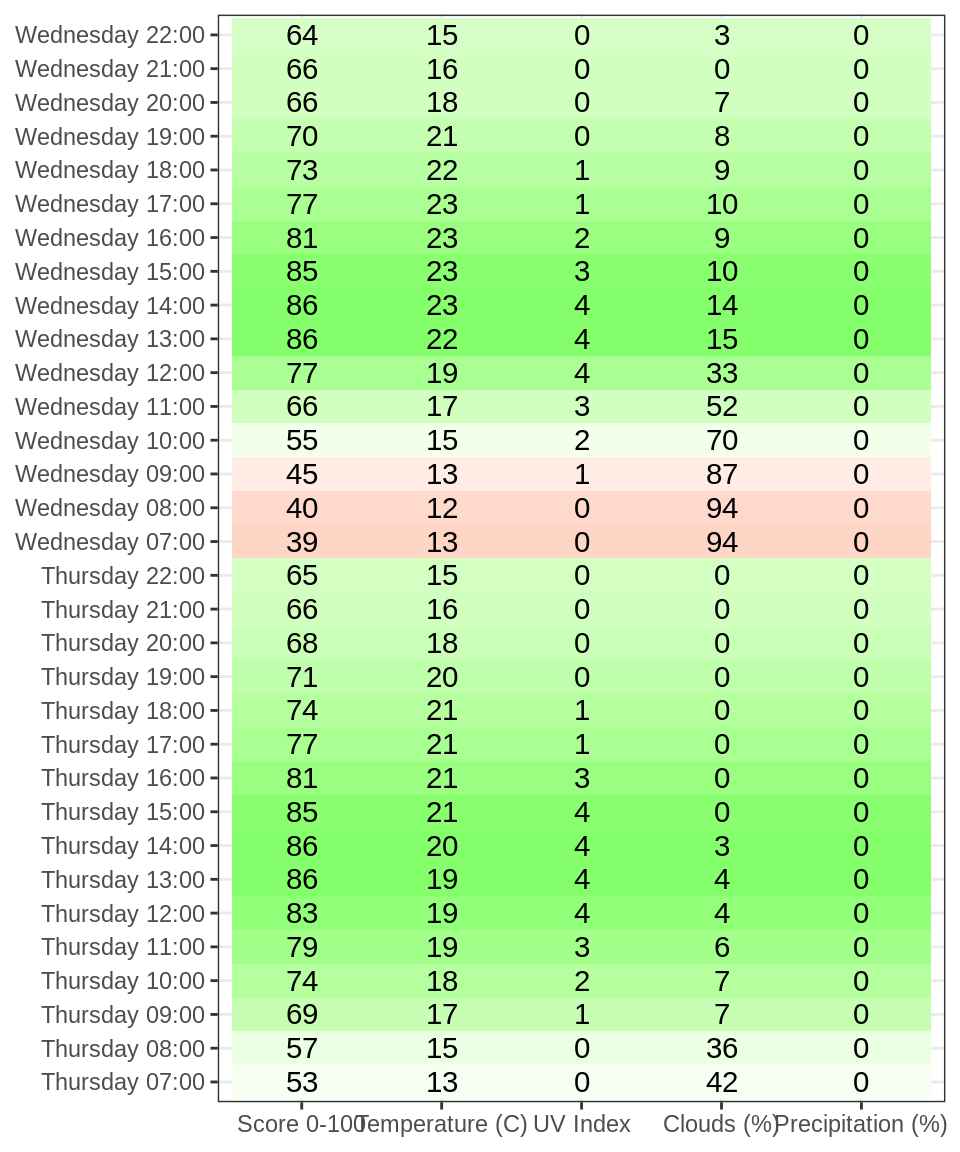 Wednesday 22:00 64 15 0 3 0
Wednesday 21:00 66 16 0 0 0
Wednesday 20:00 66 18 0 7 0
Wednesday 19:00 70 21 0 8 0
Wednesday 18:00 73 22 1 9 0
Wednesday 17:00 77 23 1 10 0
Wednesday 16:00 81 23 2 9 0
Wednesday 15:00 85 23 3 10 0
Wednesday 14:00 86 23 4 14 0
Wednesday 13:00 86 22 4 15 0
Wednesday 12:00 77 19 4 33 0
Wednesday 11:00 66 17 3 52 0
Wednesday 10:00 55 15 2 70 0
Wednesday 09:00 45 13 1 87 0
Wednesday 08:00 40 12 0 94 0
Wednesday 07:00 39 13 0 94 0
Thursday 22:00 65 15 0 0 0
Thursday 21:00 66 16 0 0 0
Thursday 20:00 68 18 0 0 0
Thursday 19:00 71 20 0 0 0
Thursday 18:00 74 21 1 0 0
Thursday 17:00 77 21 1 0 0
Thursday 16:00 81 21 3 0 0
Thursday 15:00 85 21 4 0 0
Thursday 14:00 86 20 4 3 0
Thursday 13:00 86 19 4 4 0
Thursday 12:00 83 19 4 4 0
Thursday 11:00 79 19 3 6 0
Thursday 10:00 74 18 2 7 0
Thursday 09:00 69 17 1 7 0
Thursday 08:00 57 15 0 36 0
Thursday 07:00 53 13 0 42 0
Score 0-100 Temperature (C) UV Index Clouds (%) Precipitation (%)